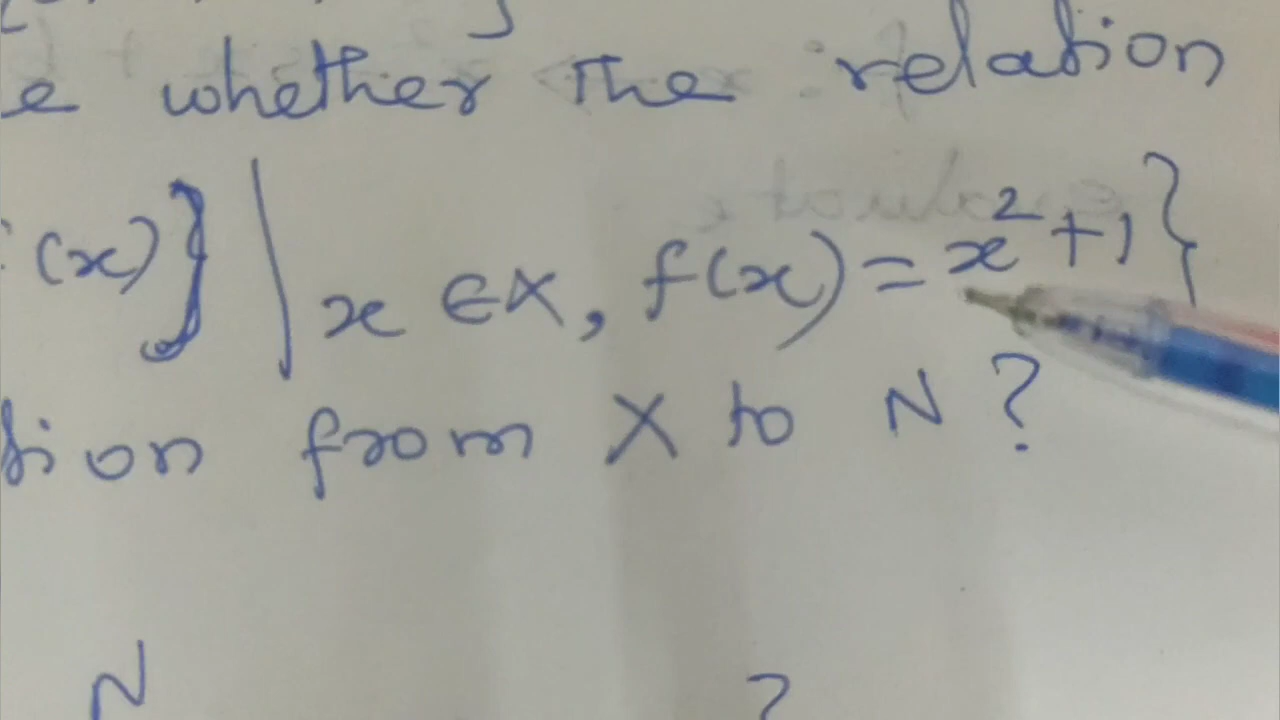 e whether the relation
(x)} | x ∈ X, f(x) = x²+1}
tion from X to N?
N ?